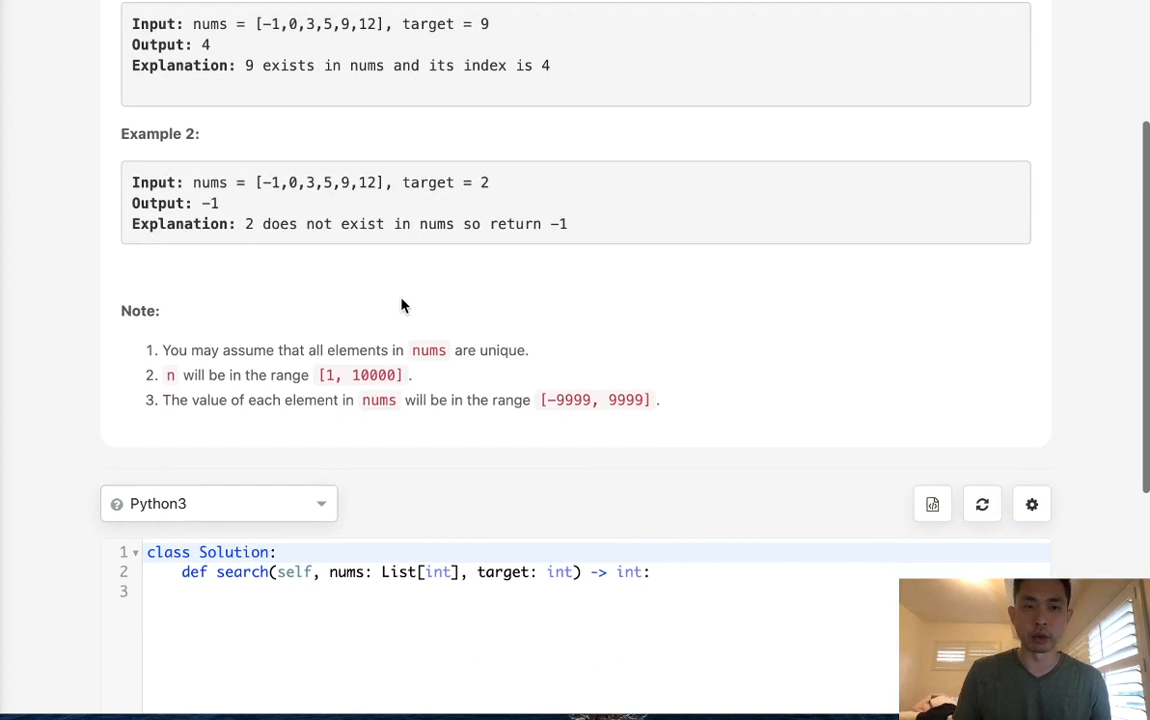 Input: nums = [-1,0,3,5,9,12], target = 9
Output: 4
Explanation: 9 exists in nums and its index is 4
Example 2:
Input: nums = [-1,0,3,5,9,12], target = 2
Output: -1
Explanation: 2 does not exist in nums so return -1
Note:
1. You may assume that all elements in nums are unique.
2. n will be in the range [1, 10000] .
3. The value of each element in nums will be in the range [-9999, 9999] .
Python3
1 class Solution:
2 def search(self, nums: List[int], target: int) -> int:
3